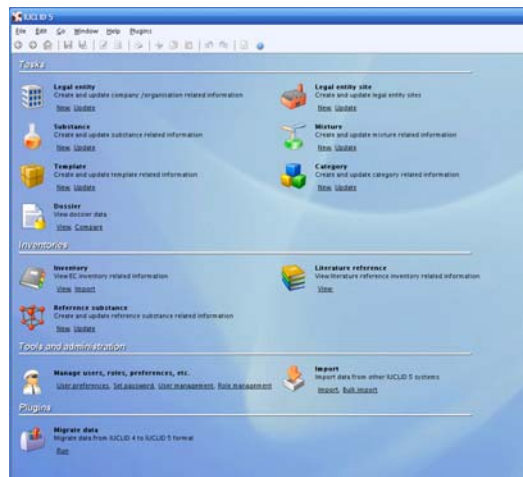 IUCLID 5
File Edit Go Window Help Plugins
Tasks
Legal entity
Create and update company /organisation related information
New Update
Legal entity site
Create and update legal entity sites
New Update
Substance
Create and update substance related information
New Update
Mixture
Create and update mixture related information
New Update
Template
Create and update template related information
New Update
Category
Create and update category related information
New Update
Dossier
View dossier data
View Compare
Inventories
Inventory
View EC inventory related information
View Import
Literature reference
View literature reference inventory related information
View
Reference substance
Create and update reference substance related information
New Update
Tools and administration
Manage users, roles, preferences, etc.
User preferences, Set password, User management, Role management
Import
Import data from other IUCLID 5 systems
Import, Bulk import
Plugins
Migrate data
Migrate data from IUCLID 4 to IUCLID 5 format
Run